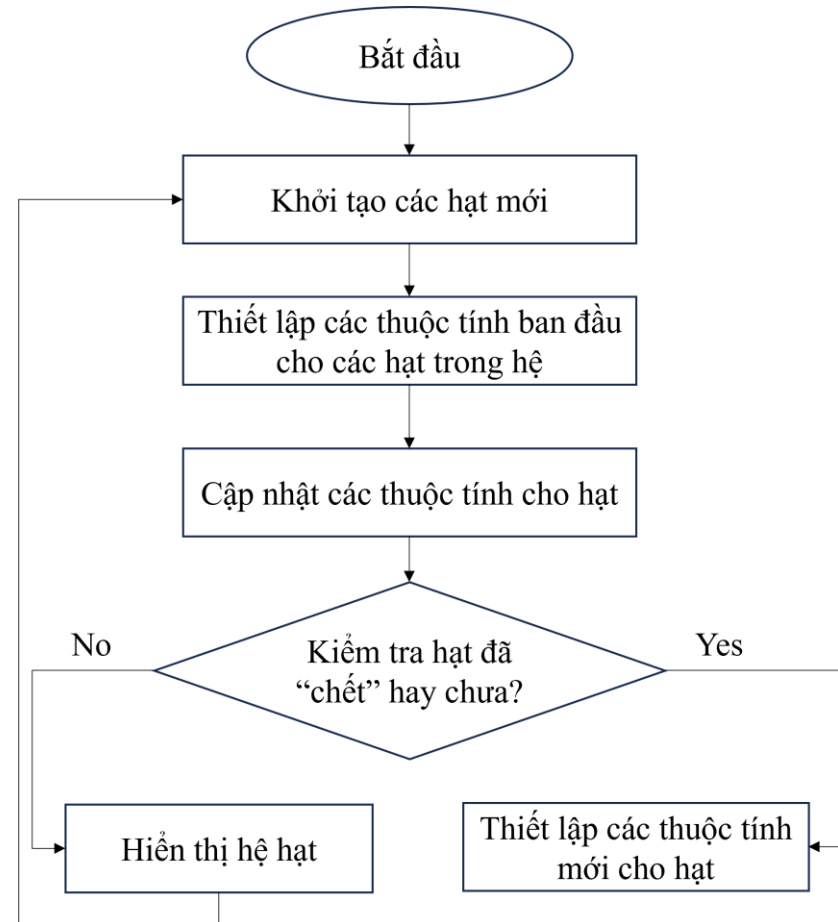 Bắt đầu
Khởi tạo các hạt mới
Thiết lập các thuộc tính ban đầu
cho các hạt trong hệ
Cập nhật các thuộc tính cho hạt
No
Kiểm tra hạt đã
“chết” hay chưa?
Yes
Hiển thị hệ hạt
Thiết lập các thuộc tính
mới cho hạt